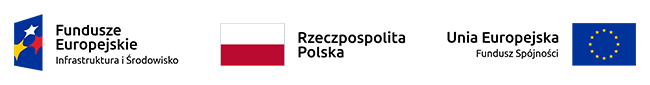 Fundusze
Europejskie
Infrastruktura i Środowisko
Rzeczpospolita
Polska
Unia Europejska
Fundusz Spójności